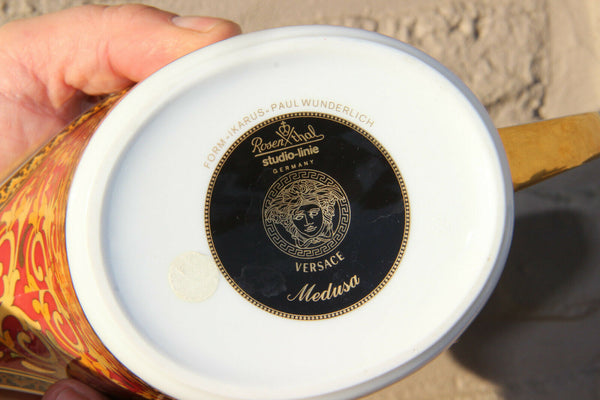 FORM-IKARUS-PAUL WUNDERLICH
Rosenthal
studio-linie
GERMANY
VERSACE
Medusa